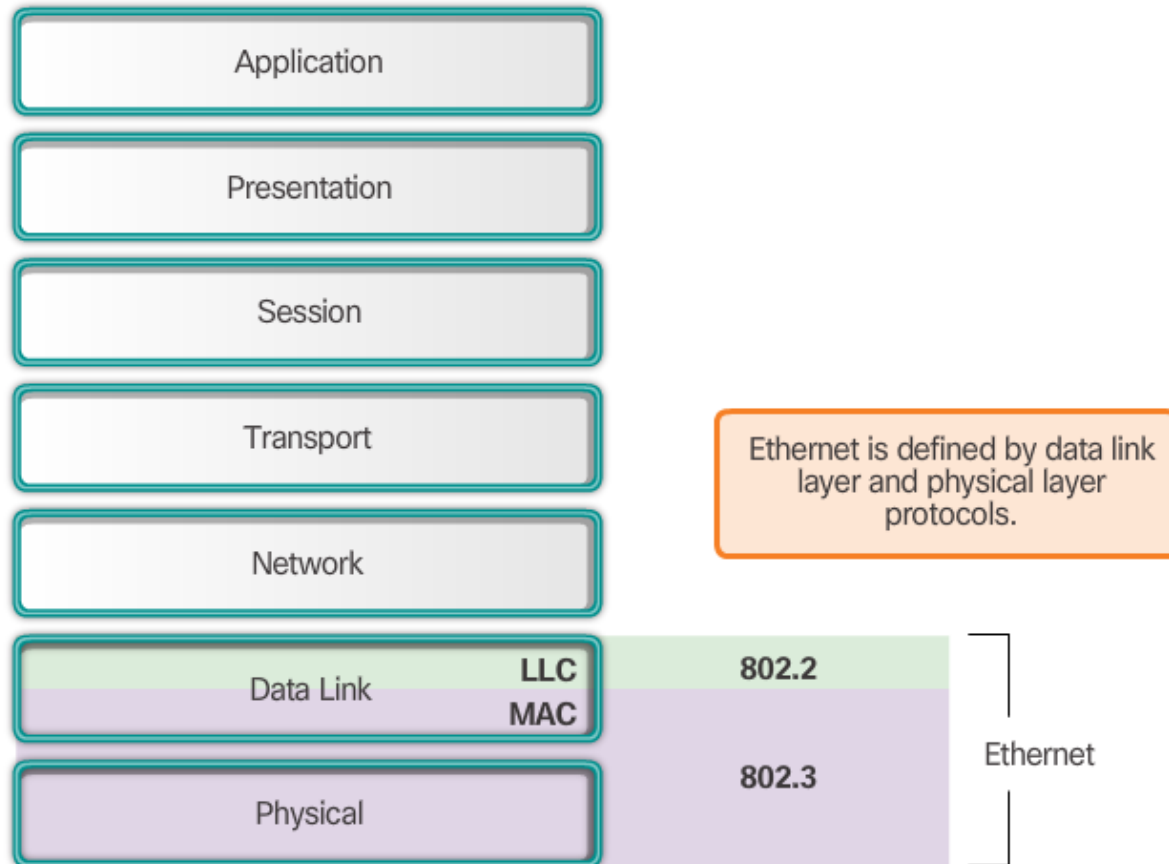 Application
Presentation
Session
Transport
Ethernet is defined by data link
layer and physical layer
protocols.
Network
Data Link
LLC
MAC
802.2
802.3
Ethernet
Physical